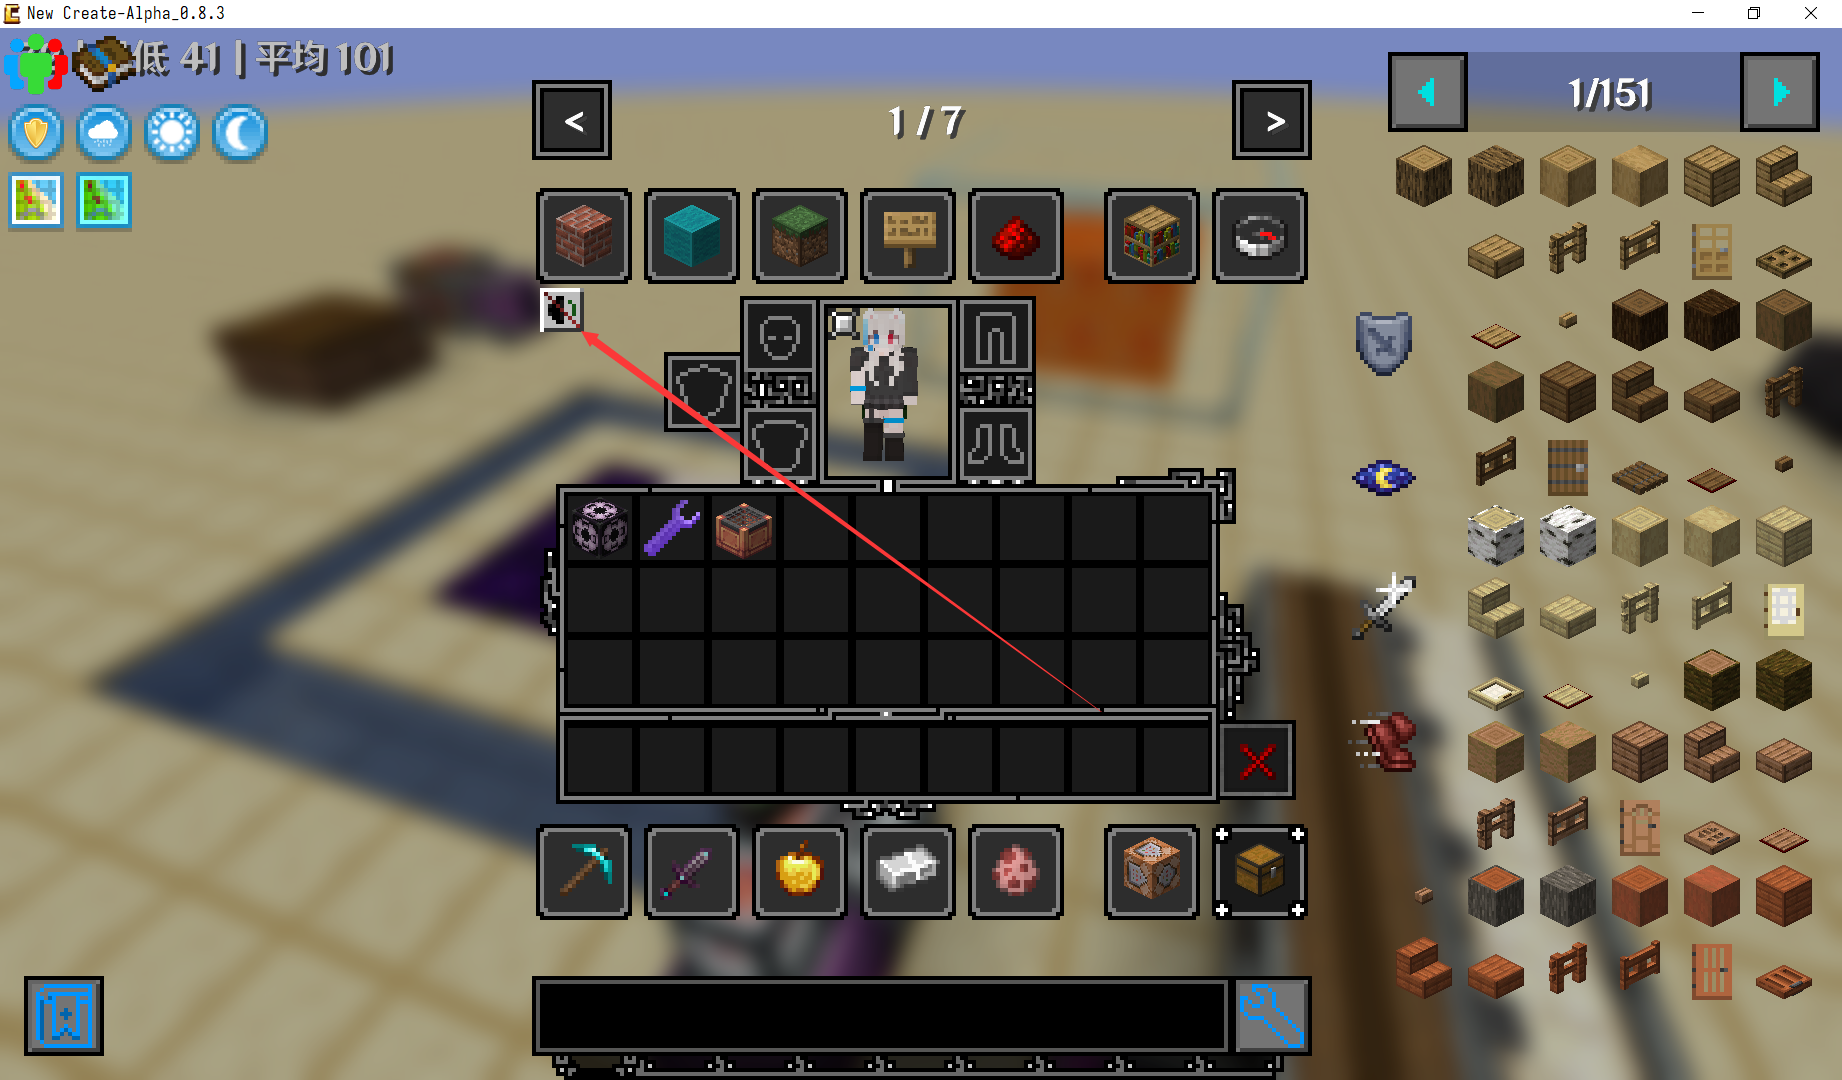 New Create-Alpha_0.8.3
低 41 | 平均 101
<
1 / 7
>
1/151